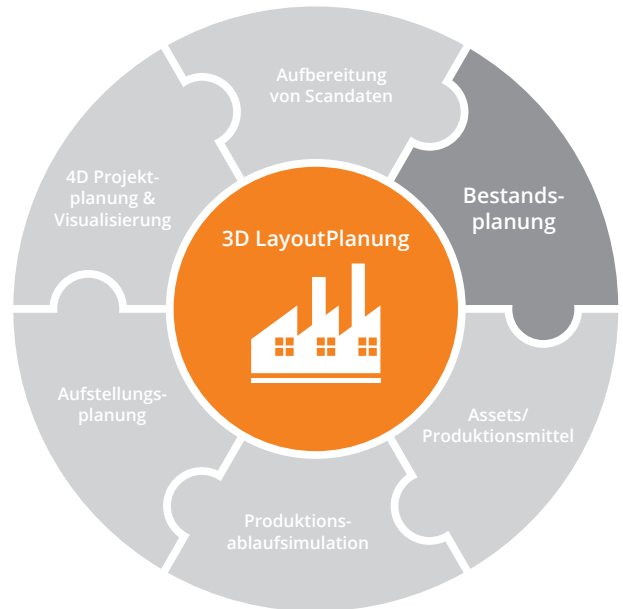 Aufbereitung
von Scandaten
4D Projekt-
planung &
Visualisierung
Bestands-
planung
3D LayoutPlanung
Aufstellungs-
planung
Assets/
Produktionsmittel
Produktions-
ablaufsimulation